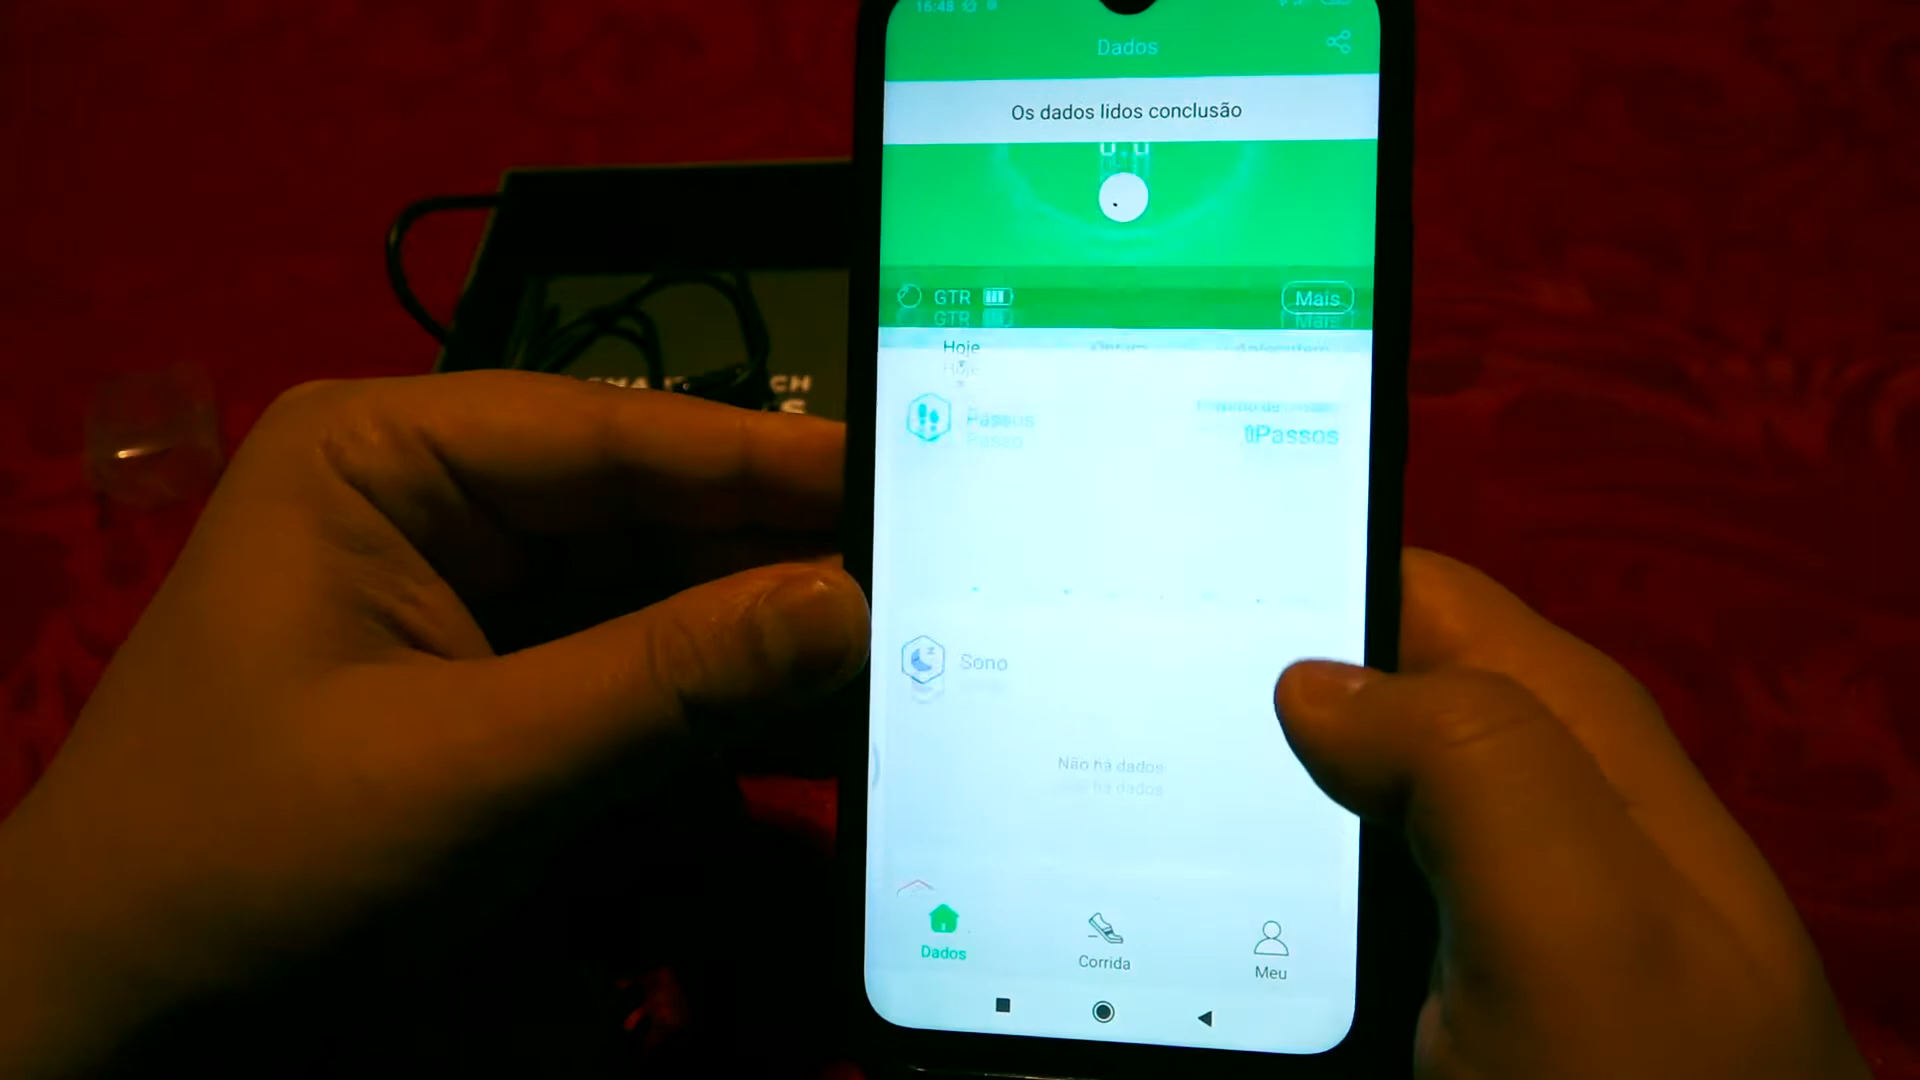 16:48
Dados
Os dados lidos conclusão
GTR
Mais
Hoje
Passos
Passos
Sono
Não há dados
Dados
Corrida
Meu